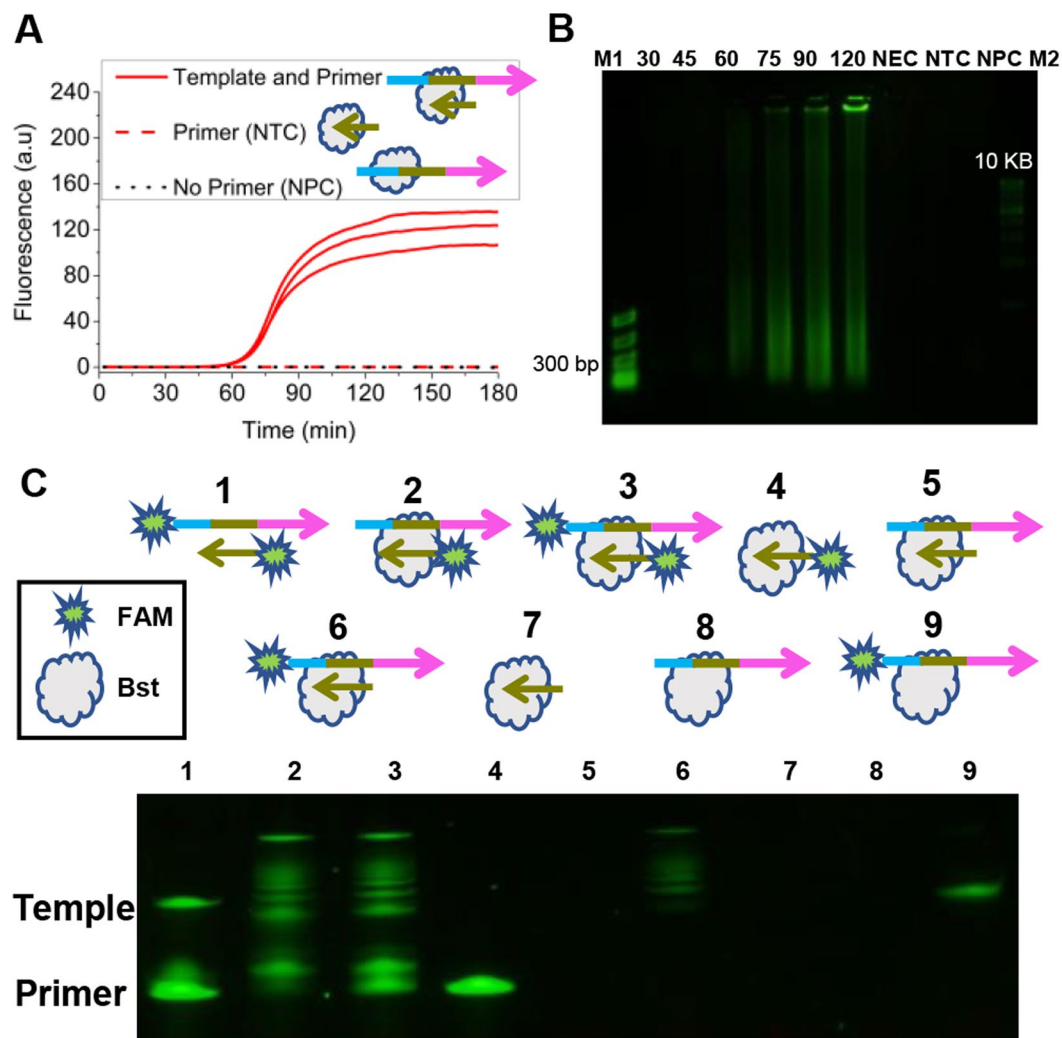 A
Template and Primer
Primer (NTC)
No Primer (NPC)
240
200
160
120
80
40
0
Fluorescence (a.u)
0 30 60 90 120 150 180
Time (min)
B
M1 30 45 60 75 90 120 NEC NTC NPC M2
10 KB
300 bp
C
1 2 3 4 5
FAM
Bst
6 7 8 9
1 2 3 4 5 6 7 8 9
Temple
Primer